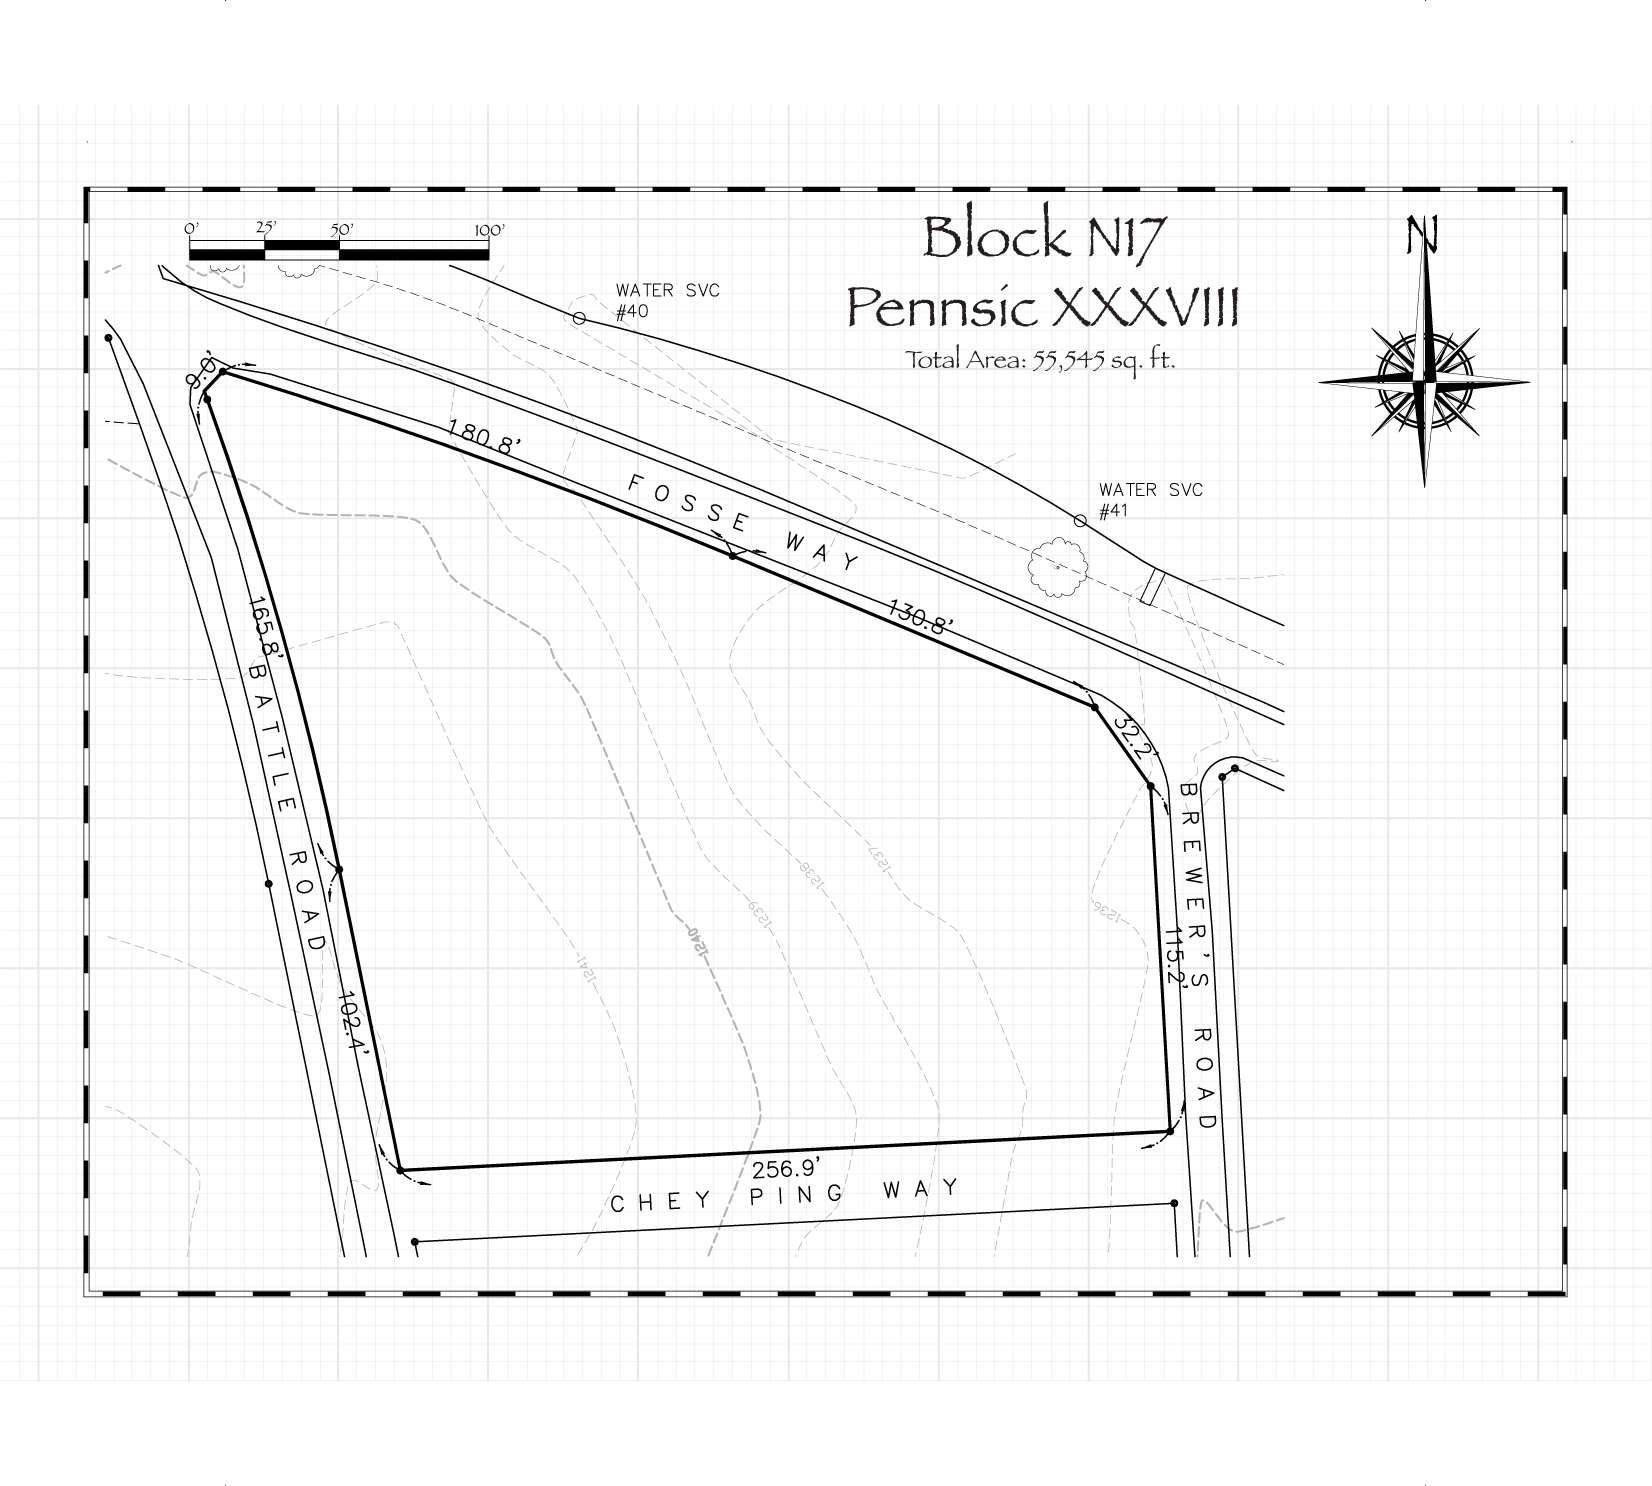 Block N17
Pennsic XXXVIII
Total Area: 55,545 sq. ft.
N
0' 25' 50' 100'
WATER SVC
#40
WATER SVC
#41
9.0'
180.8'
FOSSE WAY
130.8'
32.2'
165.8'
BATTLE ROAD
102.4'
BREWER'S ROAD
115.2'
1241
1240
1239
1238
1237
1236
256.9'
CHEY PING WAY